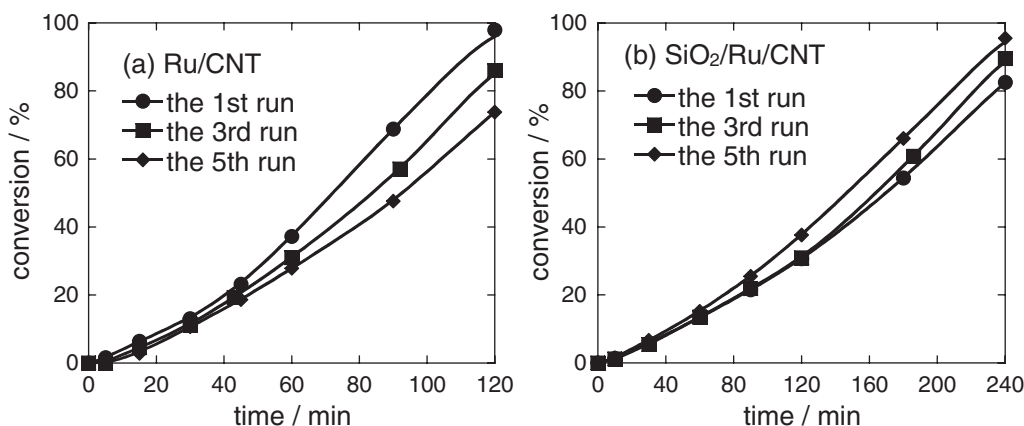 100
80
60
40
20
0
conversion / %
(a) Ru/CNT
the 1st run
the 3rd run
the 5th run
0 20 40 60 80 100 120
time / min
100
80
60
40
20
0
conversion / %
(b) SiO₂/Ru/CNT
the 1st run
the 3rd run
the 5th run
0 40 80 120 160 200 240
time / min